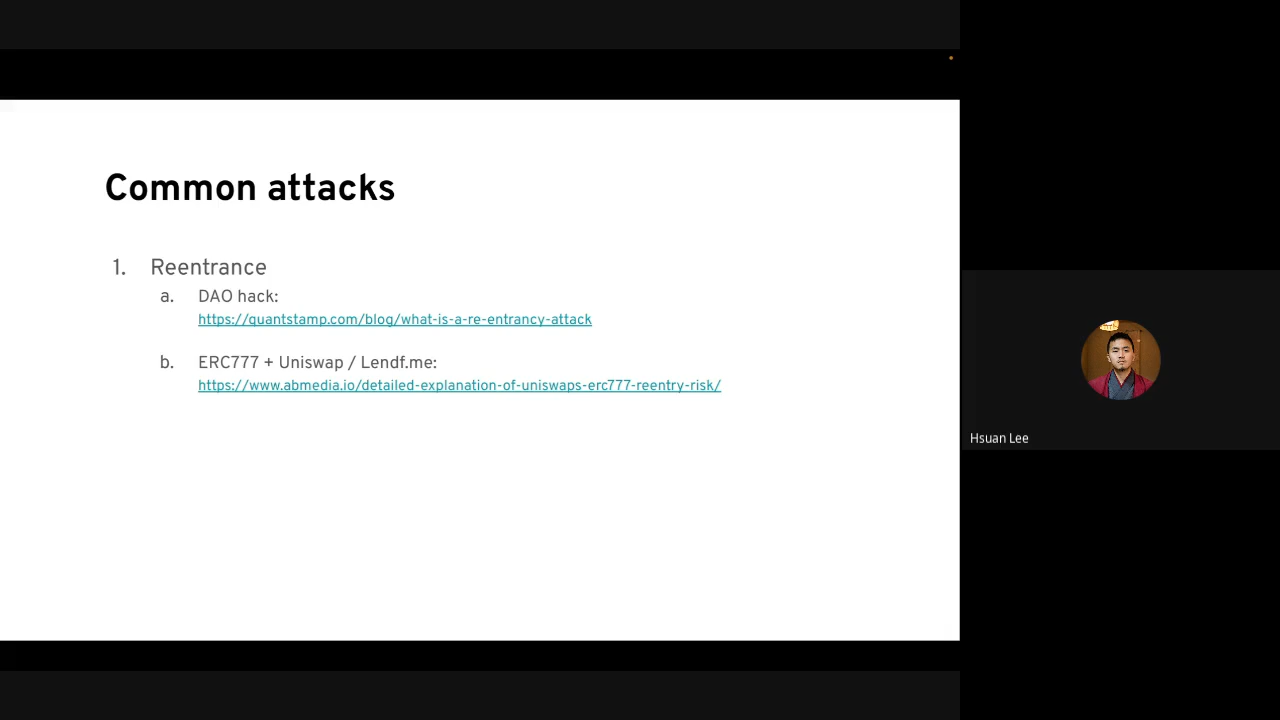 Common attacks
1. Reentrance
a. DAO hack:
https://quantstamp.com/blog/what-is-a-re-entrancy-attack
b. ERC777 + Uniswap / Lendf.me:
https://www.abmedia.io/detailed-explanation-of-uniswaps-erc777-reentry-risk/
Hsuan Lee